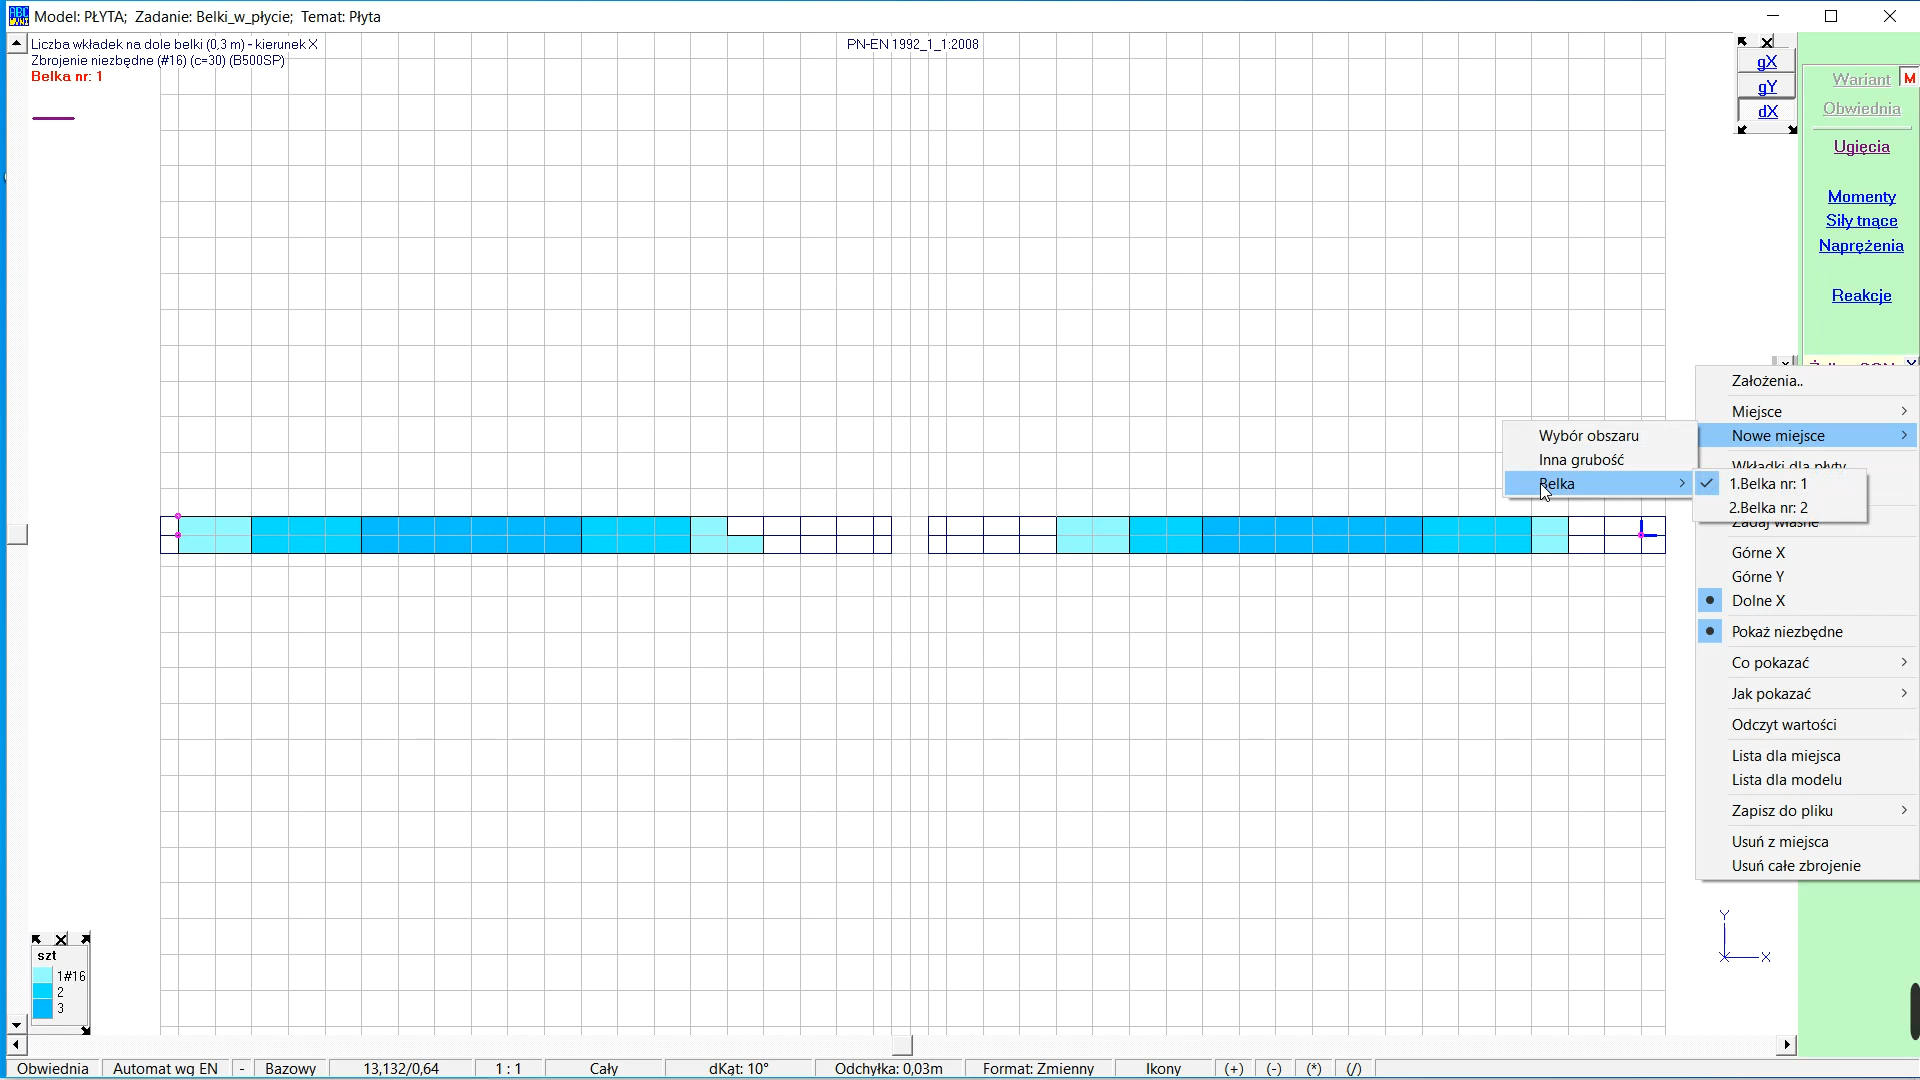 Model: PŁYTA; Zadanie: Belki_w_płycie; Temat: Płyta
Liczba wkładek na dole belki (0,3 m) - kierunek X
Zbrojenie niezbędne (#16) (c=30) (B500SP)
Belka nr: 1
PN-EN 1992_1_1:2008
gX
gY
dX
Wariant M
Obwiednia
Ugięcia
Momenty
Siły tnące
Naprężenia
Reakcje
Założenia..
Miejsce
Nowe miejsce
Wkładki dla płyty
Zadaj własne
Górne X
Górne Y
Dolne X
Pokaż niezbędne
Co pokazać
Jak pokazać
Odczyt wartości
Lista dla miejsca
Lista dla modelu
Zapisz do pliku
Usuń z miejsca
Usuń całe zbrojenie
Wybór obszaru
Inna grubość
Belka
1.Belka nr: 1
2.Belka nr: 2
Y
X
szt
1#16
2
3
Obwiednia Automat wg EN - Bazowy 13,132/0,64 1 : 1 Cały dKąt: 10° Odchyłka: 0,03m Format: Zmienny Ikony (+) (-) (*) (/)